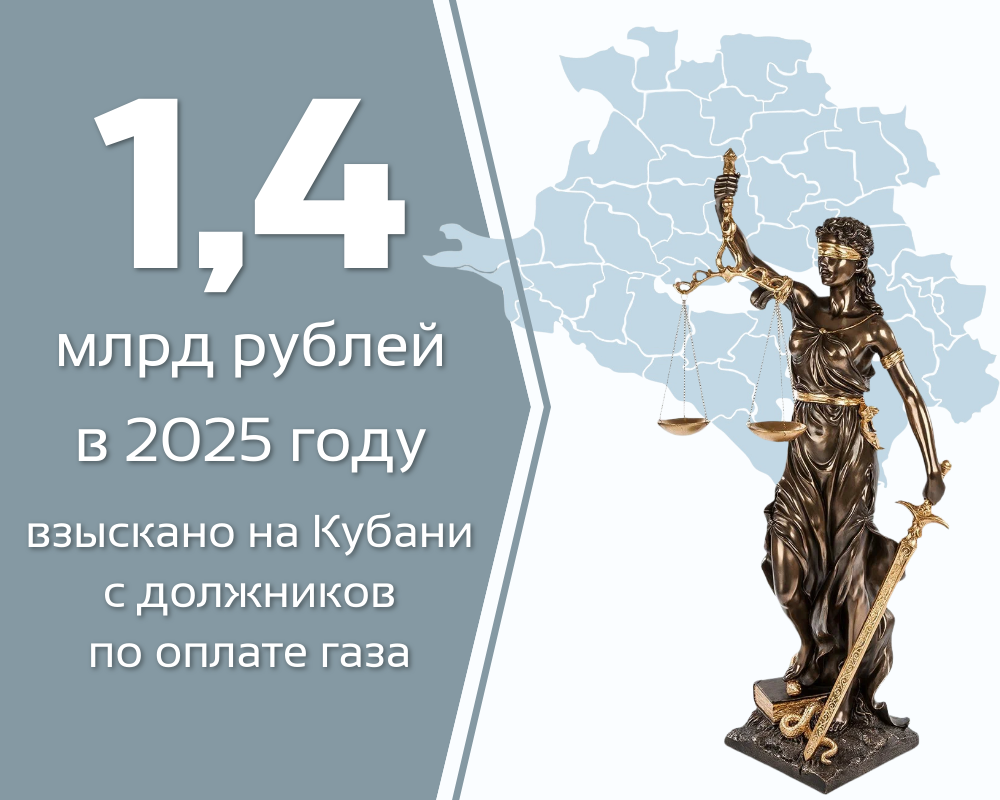 1,4
млрд рублей
в 2025 году
взыскано на Кубани
с должников
по оплате газа